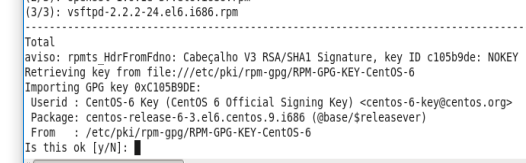 (3/3): vsftpd-2.2.2-24.el6.i686.rpm
--------------------------------------------------------------------------------
Total
aviso: rpmts_HdrFromFdno: Cabeçalho V3 RSA/SHA1 Signature, key ID c105b9de: NOKEY
Retrieving key from file:///etc/pki/rpm-gpg/RPM-GPG-KEY-CentOS-6
Importing GPG key 0xC105B9DE:
Userid : CentOS-6 Key (CentOS 6 Official Signing Key) <centos-6-key@centos.org>
Package: centos-release-6-3.el6.centos.9.i686 (@base/$releasever)
From   : /etc/pki/rpm-gpg/RPM-GPG-KEY-CentOS-6
Is this ok [y/N]: